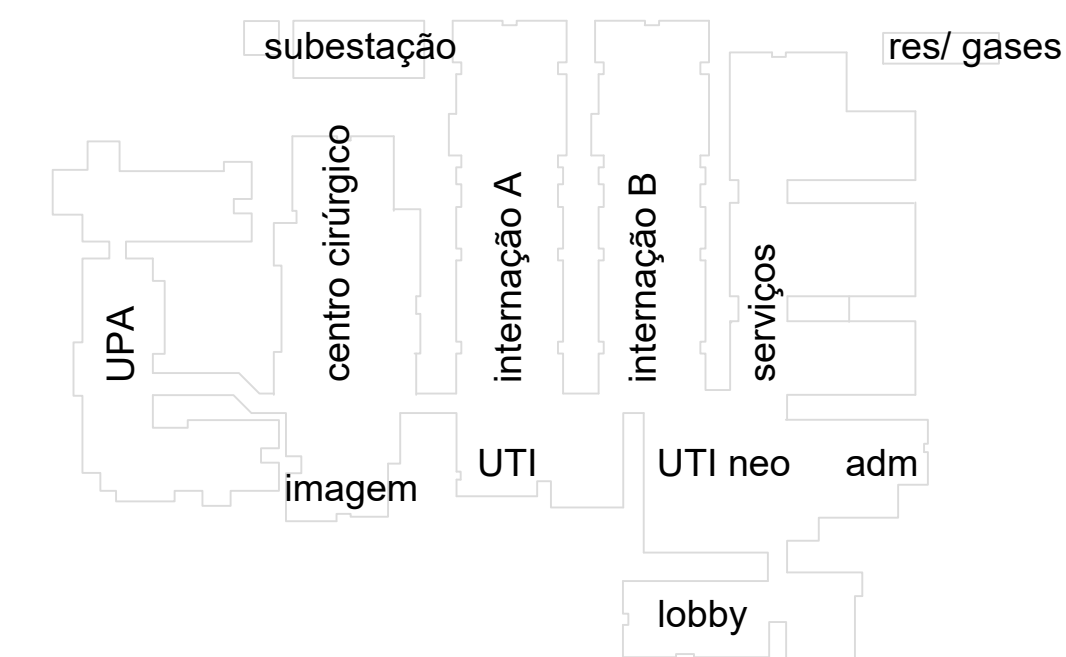 subestação
res/ gases
centro cirúrgico
internação A
internação B
serviços
UPA
UTI
UTI neo
adm
imagem
lobby